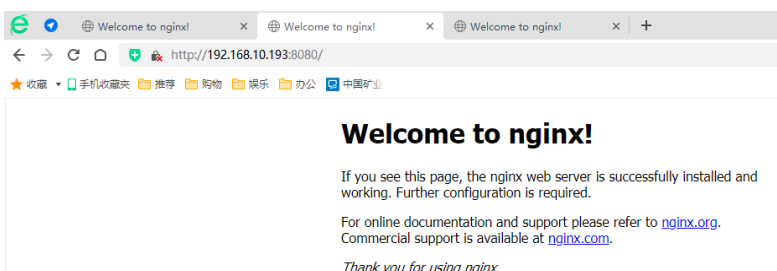 Welcome to nginx!
Welcome to nginx!
Welcome to nginx!
http://192.168.10.193:8080/
收藏 手机收藏夹 推荐 购物 娱乐 办公 中国矿业
Welcome to nginx!
If you see this page, the nginx web server is successfully installed and
working. Further configuration is required.
For online documentation and support please refer to nginx.org.
Commercial support is available at nginx.com.
Thank you for using nginx.